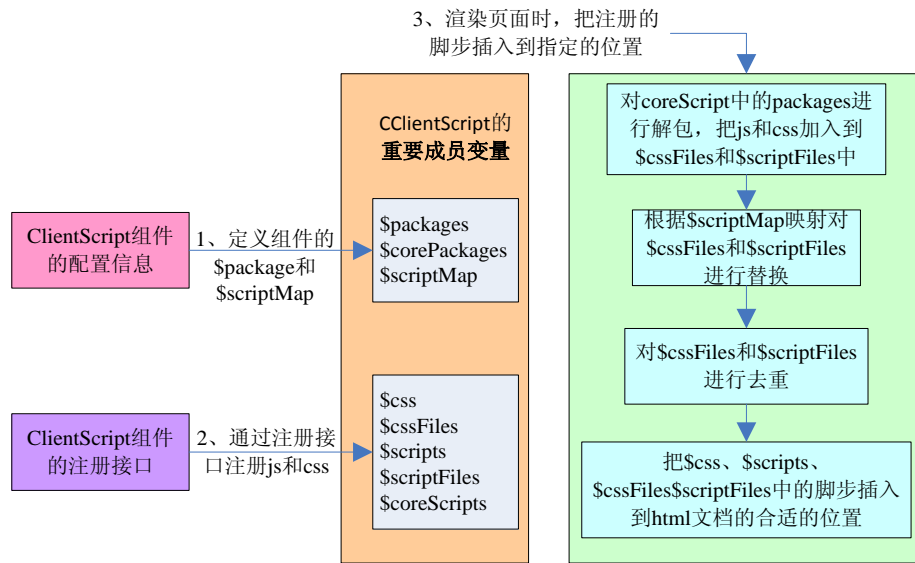 3、渲染页面时，把注册的
脚步插入到指定的位置
CClientScript的
重要成员变量
ClientScript组件
的配置信息
1、定义组件的
$package和
$scriptMap
$packages
$corePackages
$scriptMap
ClientScript组件
的注册接口
2、通过注册接
口注册js和css
$css
$cssFiles
$scripts
$scriptFiles
$coreScripts
对coreScript中的packages进
行解包，把js和css加入到
$cssFiles和$scriptFiles中
根据$scriptMap映射对
$cssFiles和$scriptFiles
进行替换
对$cssFiles和$scriptFiles
进行去重
把$css、$scripts、
$cssFiles$scriptFiles中的脚步插入
到html文档的合适的位置